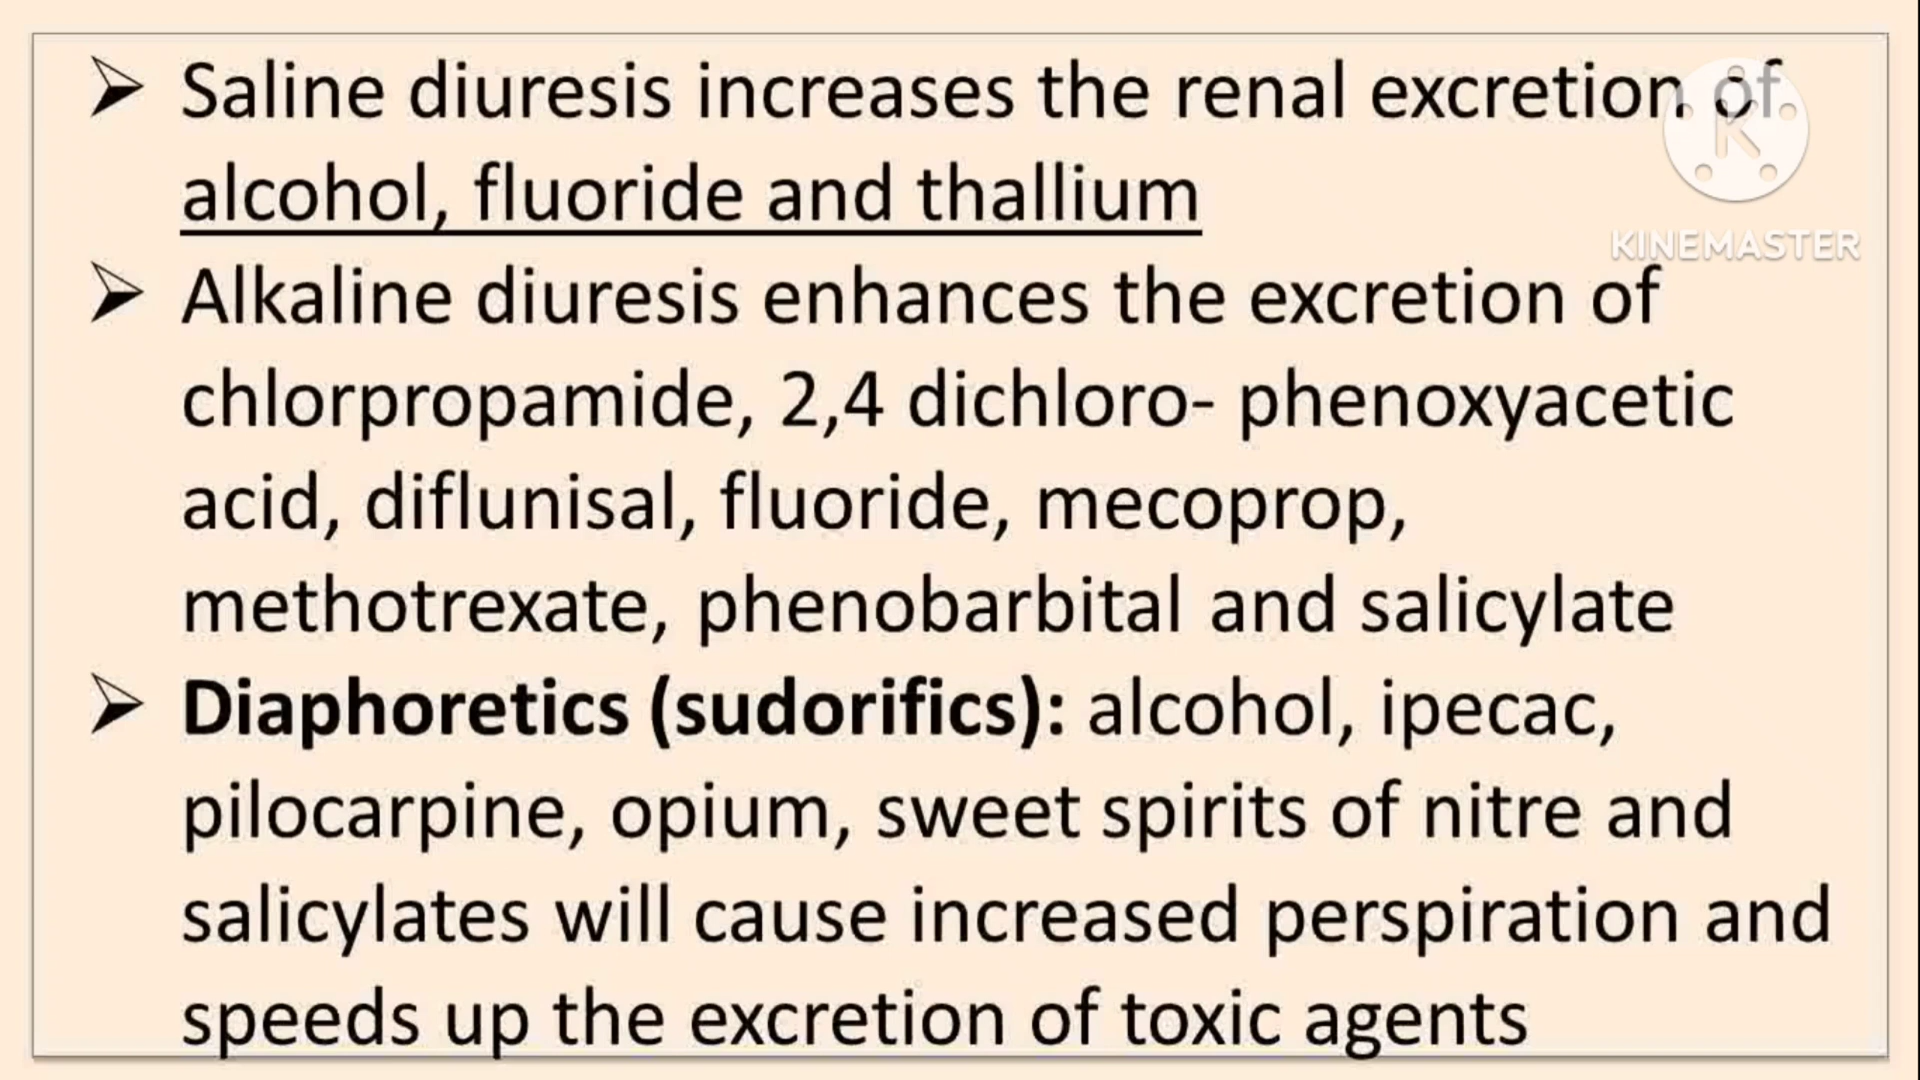 Saline diuresis increases the renal excretion of
alcohol, fluoride and thallium
Alkaline diuresis enhances the excretion of
chlorpropamide, 2,4 dichloro- phenoxyacetic
acid, diflunisal, fluoride, mecoprop,
methotrexate, phenobarbital and salicylate
Diaphoretics (sudorifics): alcohol, ipecac,
pilocarpine, opium, sweet spirits of nitre and
salicylates will cause increased perspiration and
speeds up the excretion of toxic agents
K
KINEMASTER